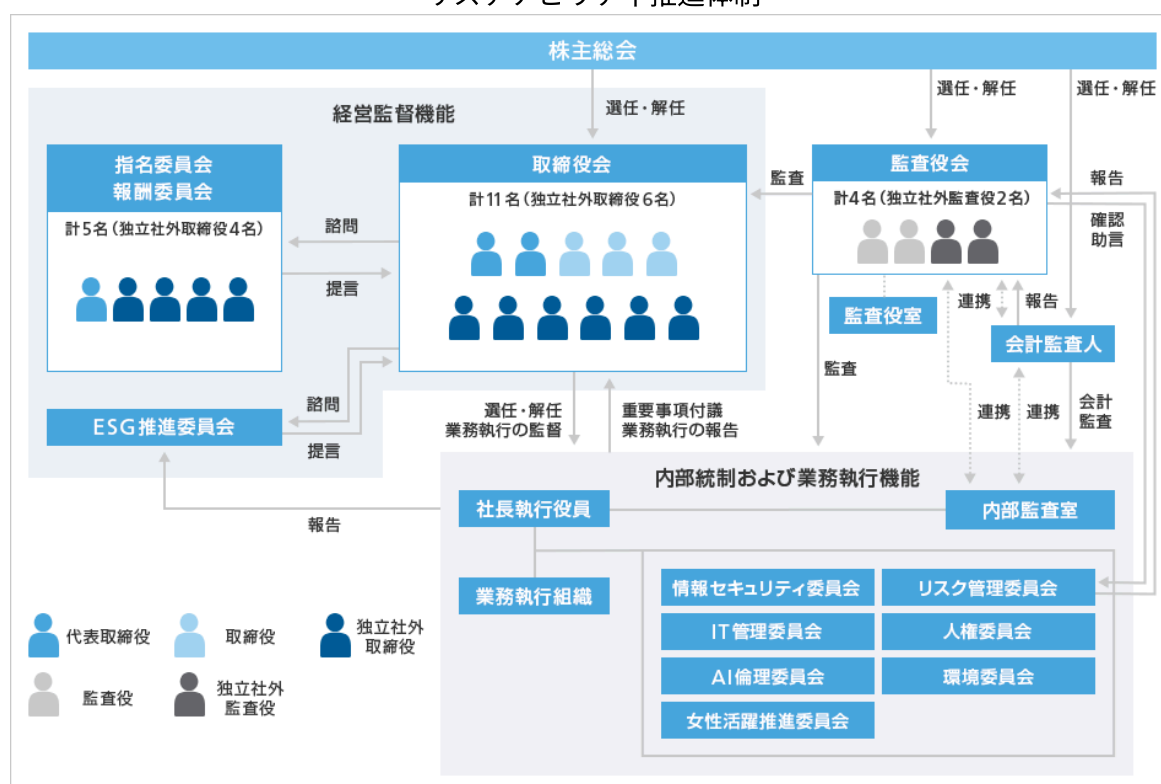 サステナビリティ推進体制
株主総会
選任・解任
選任・解任
選任・解任
経営監督機能
指名委員会
報酬委員会
計5名(独立社外取締役4名)
諮問
提言
取締役会
計11名(独立社外取締役6名)
監査
監査役会
計4名(独立社外監査役2名)
報告
確認
助言
監査役室
連携
報告
会計監査人
監査
連携
連携
会計
監査
ESG推進委員会
諮問
提言
選任・解任
業務執行の監督
重要事項付議
業務執行の報告
報告
内部統制および業務執行機能
社長執行役員
内部監査室
業務執行組織
情報セキュリティ委員会
リスク管理委員会
IT管理委員会
人権委員会
AI倫理委員会
環境委員会
女性活躍推進委員会
代表取締役
取締役
独立社外
取締役
監査役
独立社外
監査役